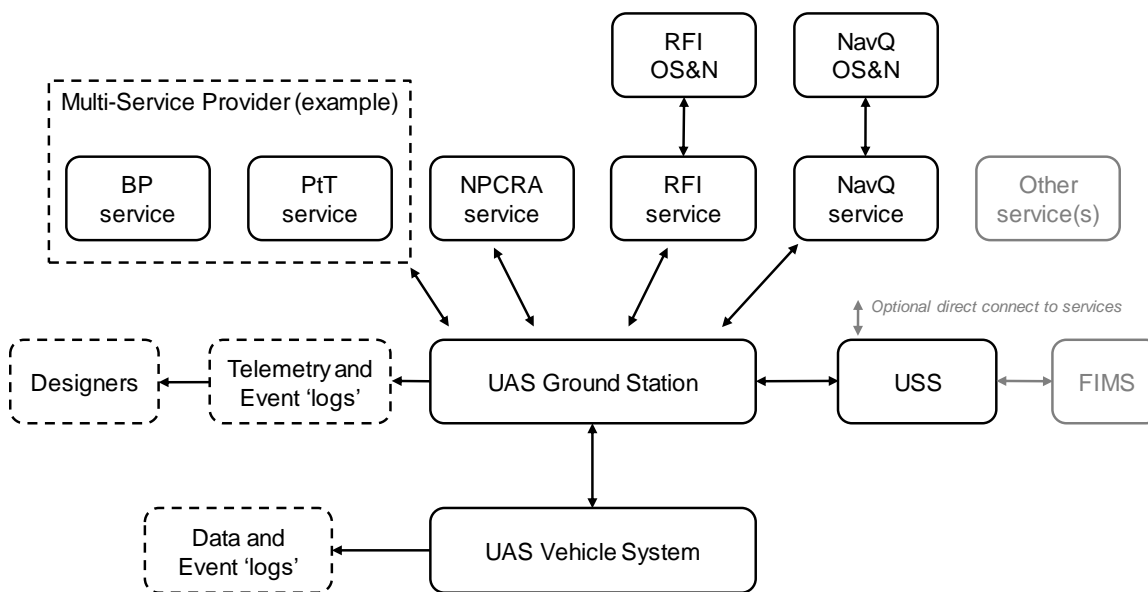 RFI
OS&N
NavQ
OS&N
Multi-Service Provider (example)
BP
service
PtT
service
NPCRA
service
RFI
service
NavQ
service
Other
service(s)
Optional direct connect to services
Designers
Telemetry and
Event ‘logs’
UAS Ground Station
USS
FIMS
Data and
Event ‘logs’
UAS Vehicle System